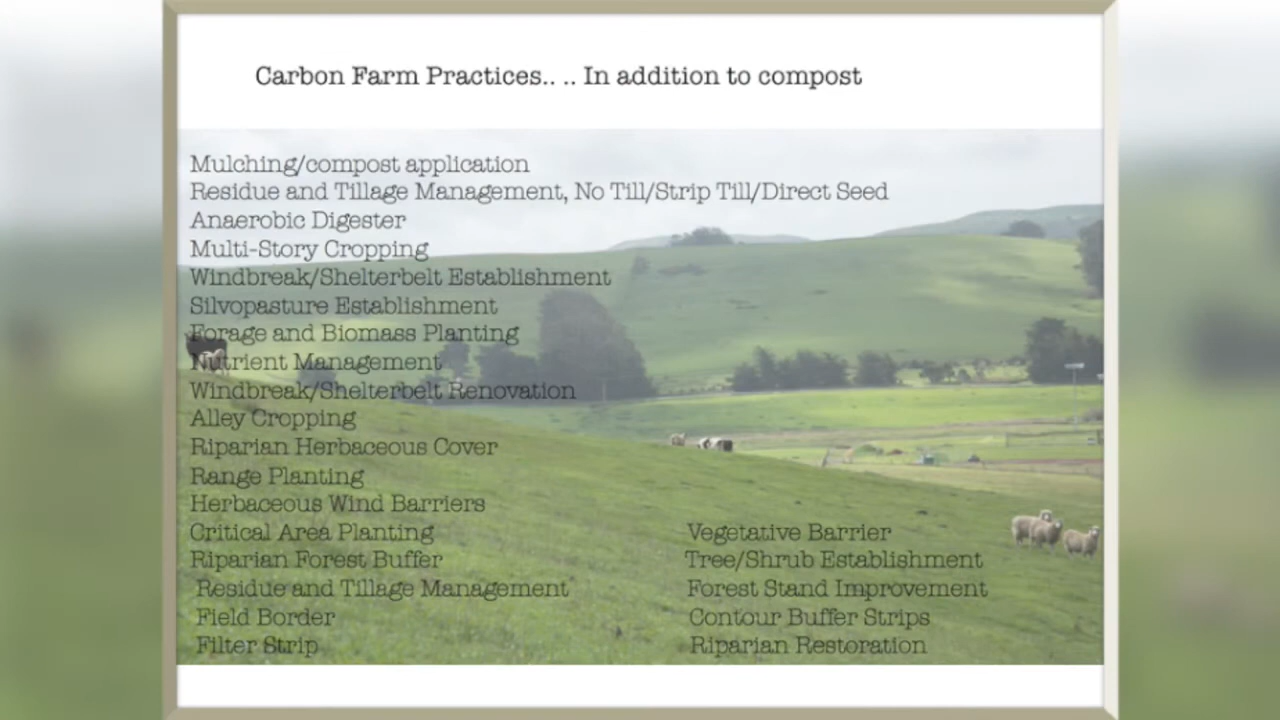 Carbon Farm Practices.. .. In addition to compost
Mulching/compost application
Residue and Tillage Management, No Till/Strip Till/Direct Seed
Anaerobic Digester
Multi-Story Cropping
Windbreak/Shelterbelt Establishment
Silvopasture Establishment
Forage and Biomass Planting
Nutrient Management
Windbreak/Shelterbelt Renovation
Alley Cropping
Riparian Herbaceous Cover
Range Planting
Herbaceous Wind Barriers
Critical Area Planting
Riparian Forest Buffer
Residue and Tillage Management
Field Border
Filter Strip
Vegetative Barrier
Tree/Shrub Establishment
Forest Stand Improvement
Contour Buffer Strips
Riparian Restoration